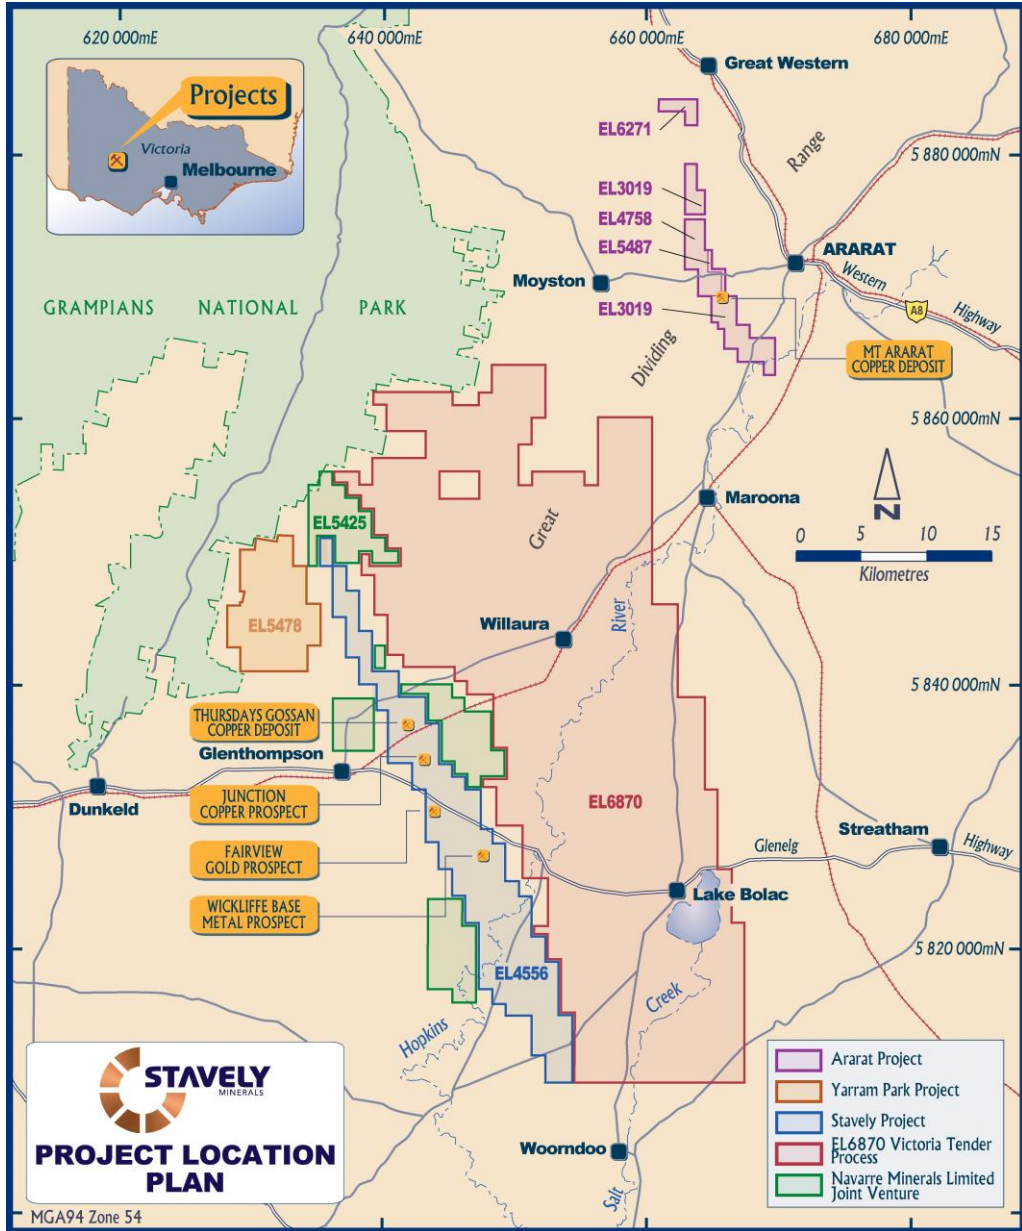 620 000mE
640 000mE
660 000mE
680 000mE
Projects
Victoria
Melbourne
Great Western
EL6271
Range
5 880 000mN
EL3019
EL4758
EL5487
ARARAT
Moyston
Western
Highway
A8
GRAMPIANS NATIONAL PARK
EL3019
Dividing
MT ARARAT
COPPER DEPOSIT
5 860 000mN
Maroona
N
EL5425
Great
0 5 10 15
Kilometres
EL5478
Willaura
River
5 840 000mN
THURSDAYS GOSSAN
COPPER DEPOSIT
Glenthompson
Dunkeld
JUNCTION
COPPER PROSPECT
EL6870
Streatham
Glenelg
Highway
FAIRVIEW
GOLD PROSPECT
WICKLIFFE BASE
METAL PROSPECT
Lake Bolac
5 820 000mN
EL4556
Creek
Hopkins
STAVELY
MINERALS
PROJECT LOCATION
PLAN
MGA94 Zone 54
Woorndoo
Salt
Ararat Project
Yarram Park Project
Stavely Project
EL6870 Victoria Tender
Process
Navarre Minerals Limited
Joint Venture